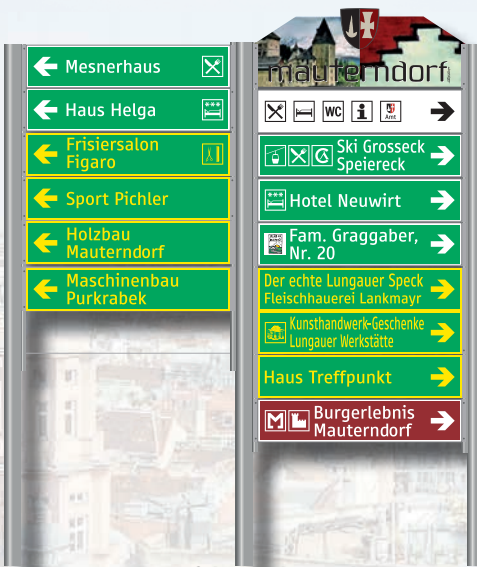 Mesnerhaus
Haus Helga
Frisiersalon
Figaro
Sport Pichler
Holzbau
Mauterndorf
Maschinenbau
Purkrabek
mauterndorf
WC
i
Amt
Ski Grosseck
Speiereck
Hotel Neuwirt
Fam. Graggaber,
Nr. 20
Der echte Lungauer Speck
Fleischhauerei Lankmayr
Kunsthandwerk-Geschenke
Lungauer Werkstätte
Haus Treffpunkt
M
Burgerlebnis
Mauterndorf